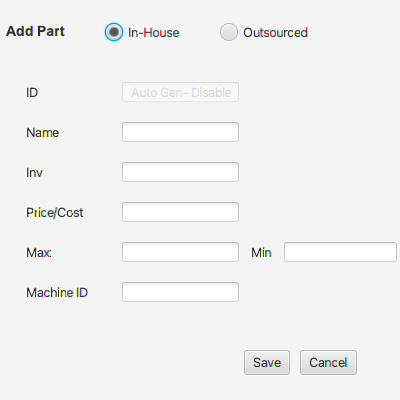 Add Part In-House Outsourced
ID Auto Gen- Disable
Name
Inv
Price/Cost
Max: Min
Machine ID
Save Cancel